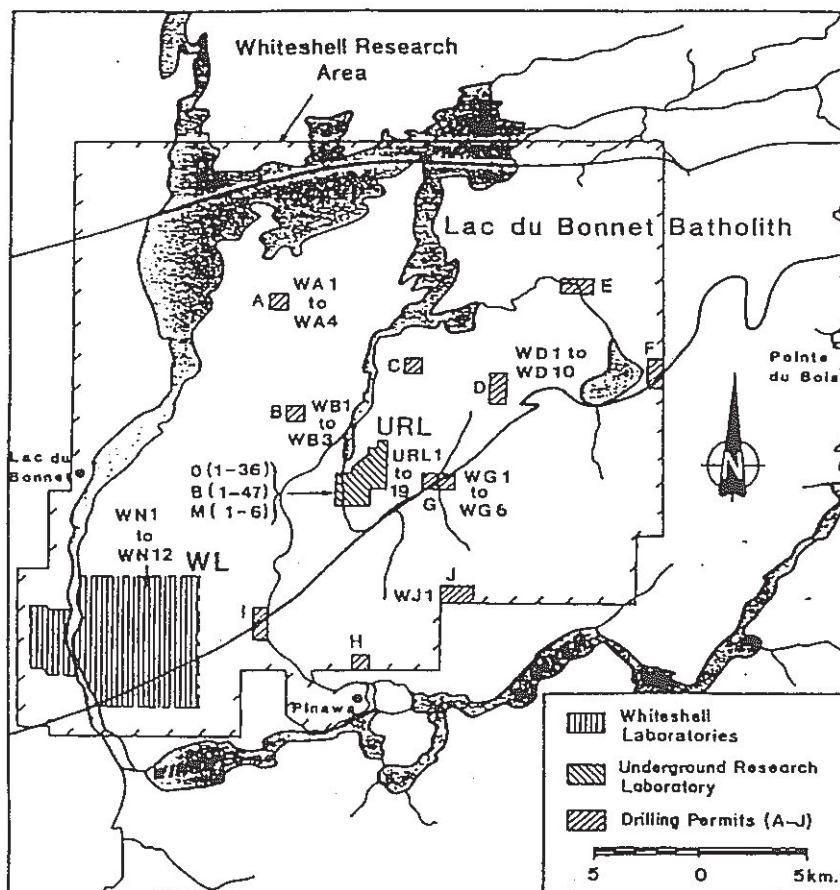 Whiteshell Research
Area
Lac du Bonnet Batholith
A
WA1
to
WA4
E
C
WD1 to
WD10
D
F
Pointe
du Bois
B
WB1
to
WB3
URL
URL1
to
19
Lac du
Bonnet
O (1-36)
B (1-47)
M (1-6)
G
WG1
to
WG6
N
WN1
to
WN12
WL
WJ1
J
I
H
Pinawa
Whiteshell
Laboratories
Underground Research
Laboratory
Drilling Permits (A-J)
5 0 5km.